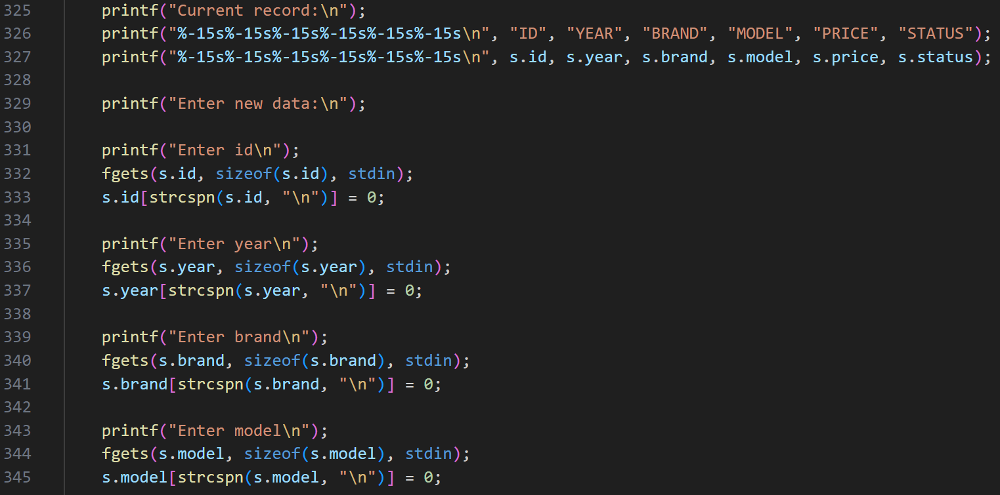 325 printf("Current record:\n");
326 printf("%-15s%-15s%-15s%-15s%-15s%-15s\n", "ID", "YEAR", "BRAND", "MODEL", "PRICE", "STATUS");
327 printf("%-15s%-15s%-15s%-15s%-15s%-15s\n", s.id, s.year, s.brand, s.model, s.price, s.status);
328
329 printf("Enter new data:\n");
330
331 printf("Enter id\n");
332 fgets(s.id, sizeof(s.id), stdin);
333 s.id[strcspn(s.id, "\n")] = 0;
334
335 printf("Enter year\n");
336 fgets(s.year, sizeof(s.year), stdin);
337 s.year[strcspn(s.year, "\n")] = 0;
338
339 printf("Enter brand\n");
340 fgets(s.brand, sizeof(s.brand), stdin);
341 s.brand[strcspn(s.brand, "\n")] = 0;
342
343 printf("Enter model\n");
344 fgets(s.model, sizeof(s.model), stdin);
345 s.model[strcspn(s.model, "\n")] = 0;